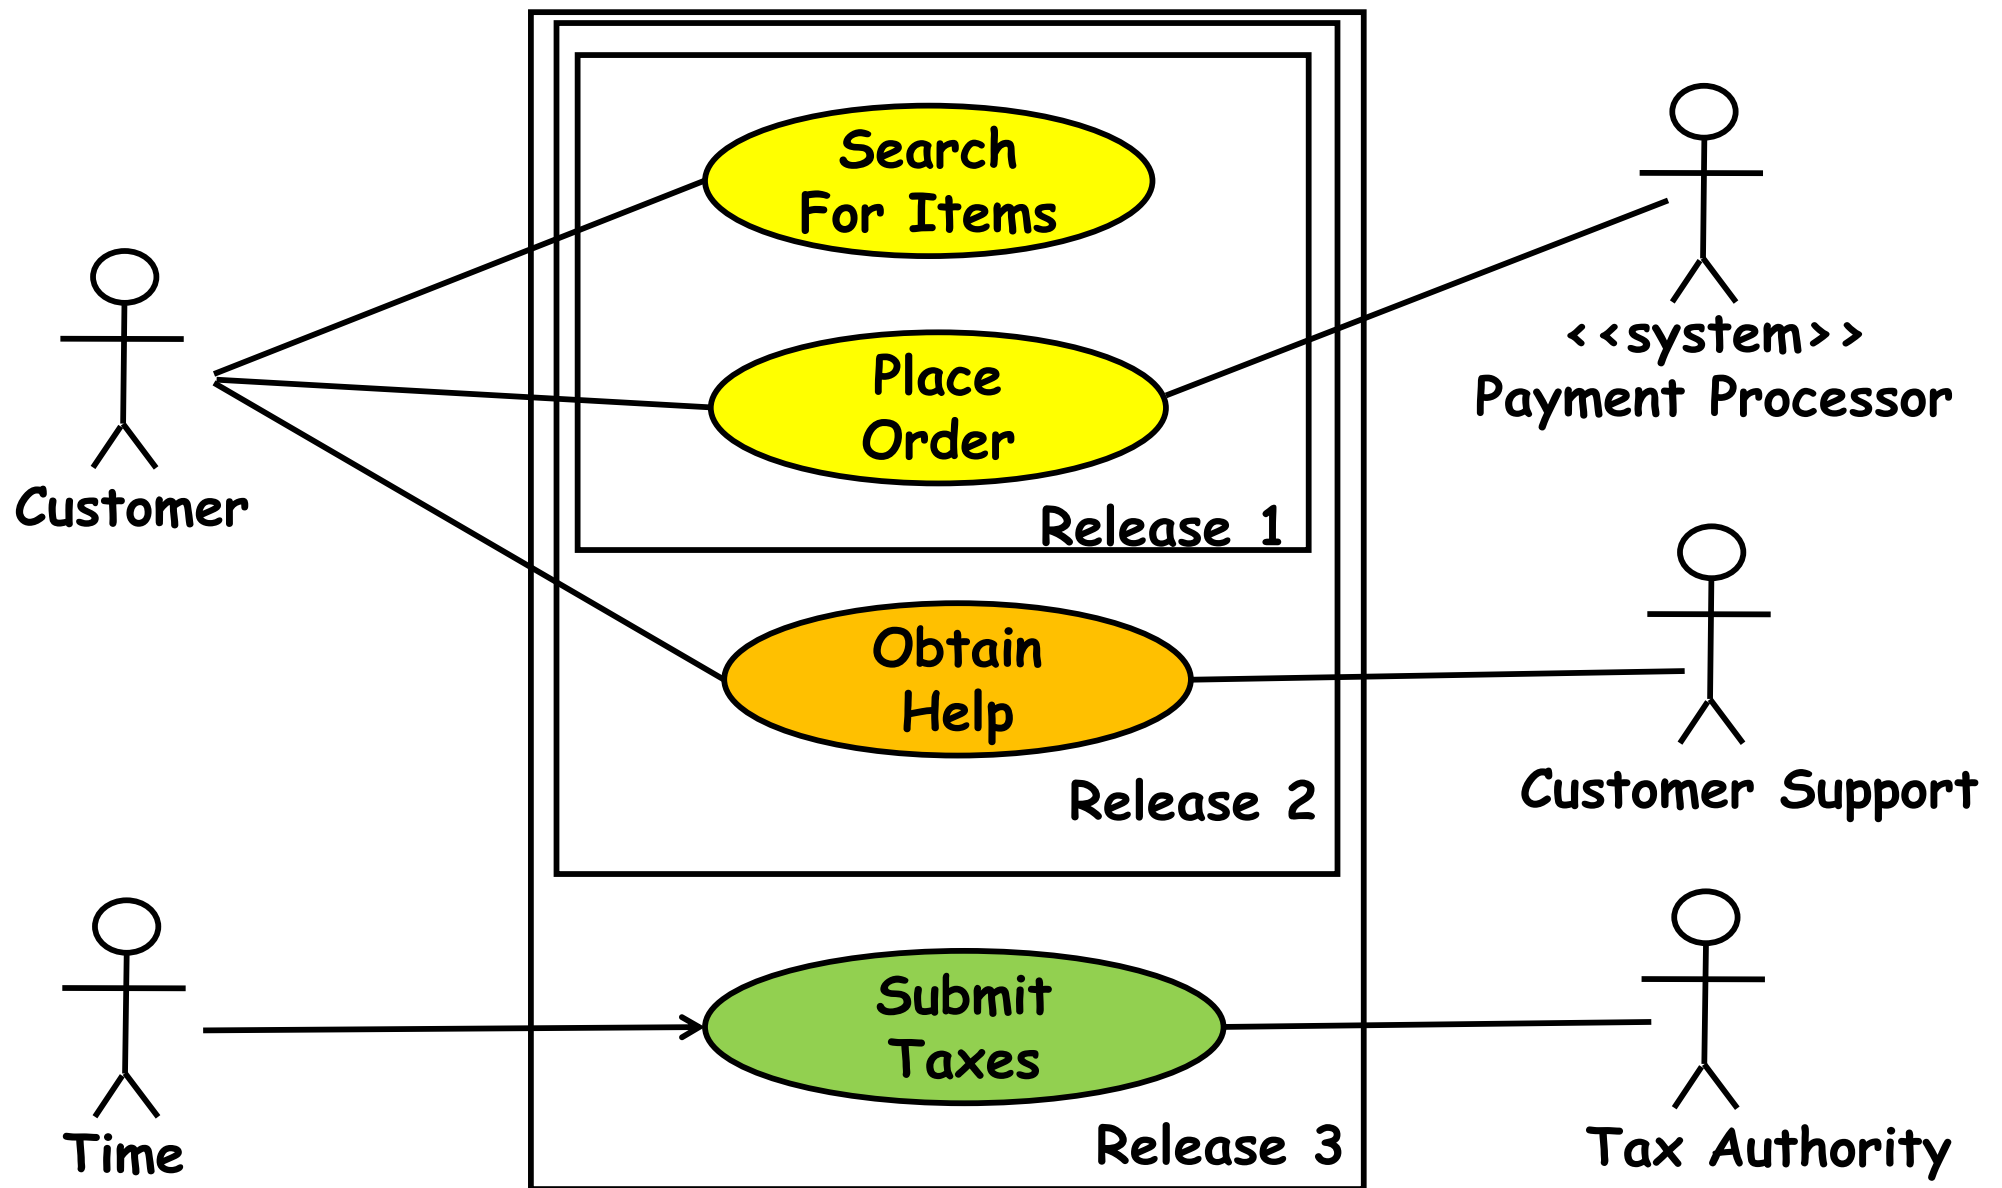 Search
For Items
<<system>>
Payment Processor
Place
Order
Customer
Release 1
Obtain
Help
Customer Support
Release 2
Submit
Taxes
Time
Release 3
Tax Authority